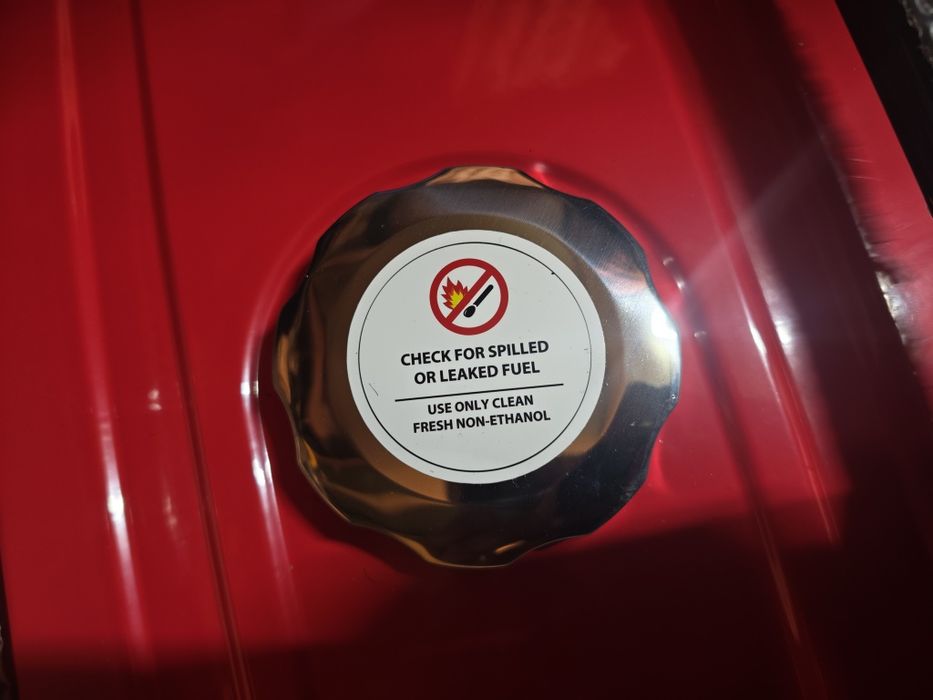 CHECK FOR SPILLED
OR LEAKED FUEL
USE ONLY CLEAN
FRESH NON-ETHANOL